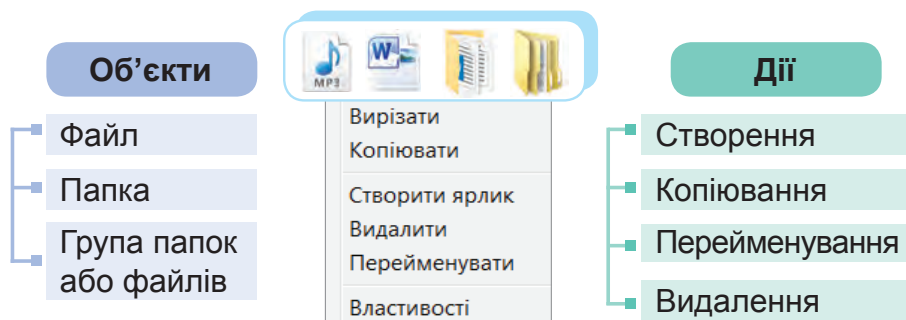 Об’єкти
Файл
Папка
Група папок
або файлів
MP3
W
Вирізати
Копіювати
Створити ярлик
Видалити
Перейменувати
Властивості
Дії
Створення
Копіювання
Перейменування
Видалення